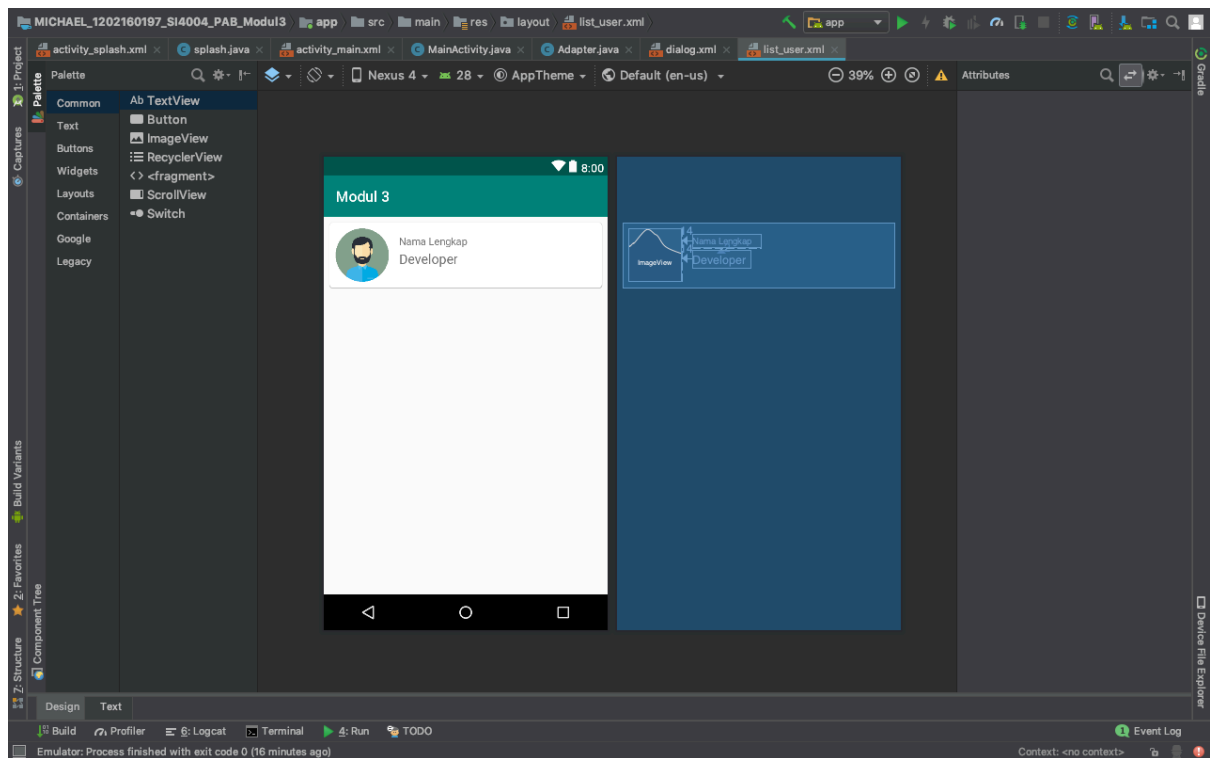 MICHAEL_1202160197_SI4004_PAB_Modul3 app src main res layout list_user.xml app
activity_splash.xml splash.java activity_main.xml MainActivity.java Adapter.java dialog.xml list_user.xml
1: Project
Captures
Build Variants
2: Favorites
Z: Structure
Palette
Component Tree
Palette
Nexus 4 28 AppTheme Default (en-us) 39% Attributes
Common
Text
Buttons
Widgets
Layouts
Containers
Google
Legacy
Ab TextView
Button
ImageView
RecyclerView
<> <fragment>
ScrollView
Switch
8:00
Modul 3
Nama Lengkap
Developer
ImageView
4
Nama Lengkap
4
Developer
Gradle
Device File Explorer
Design Text
Build Profiler 6: Logcat Terminal 4: Run TODO 1 Event Log
Emulator: Process finished with exit code 0 (16 minutes ago) Context: <no context>